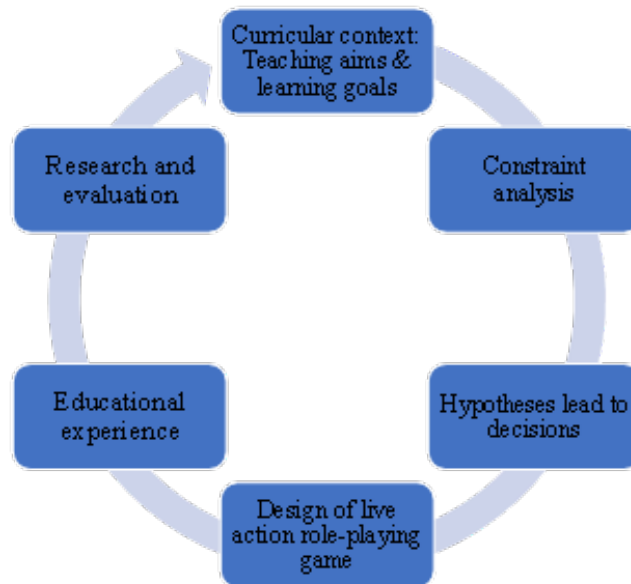 Curricular context:
Teaching aims &
learning goals
Constraint
analysis
Hypotheses lead to
decisions
Design of live
action role-playing
game
Educational
experience
Research and
evaluation